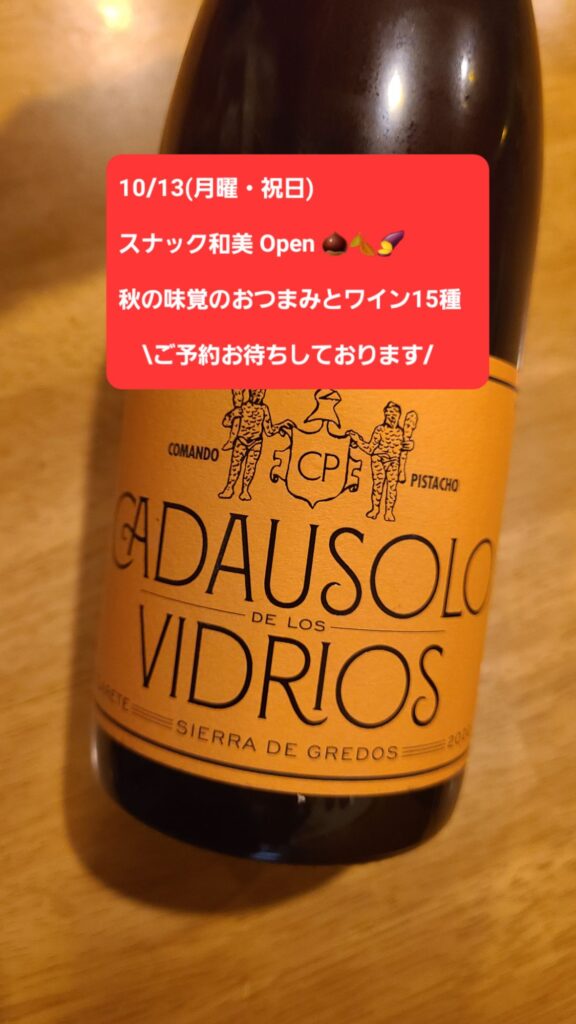 10/13(月曜・祝日)
スナック和美 Open 🌰🍂🍠
秋の味覚のおつまみとワイン15種
\ご予約お待ちしております/
COMANDO
CP
PISTACHO
CADAUSOLO
DE LOS
VIDRIOS
SIERRA DE GREDOS